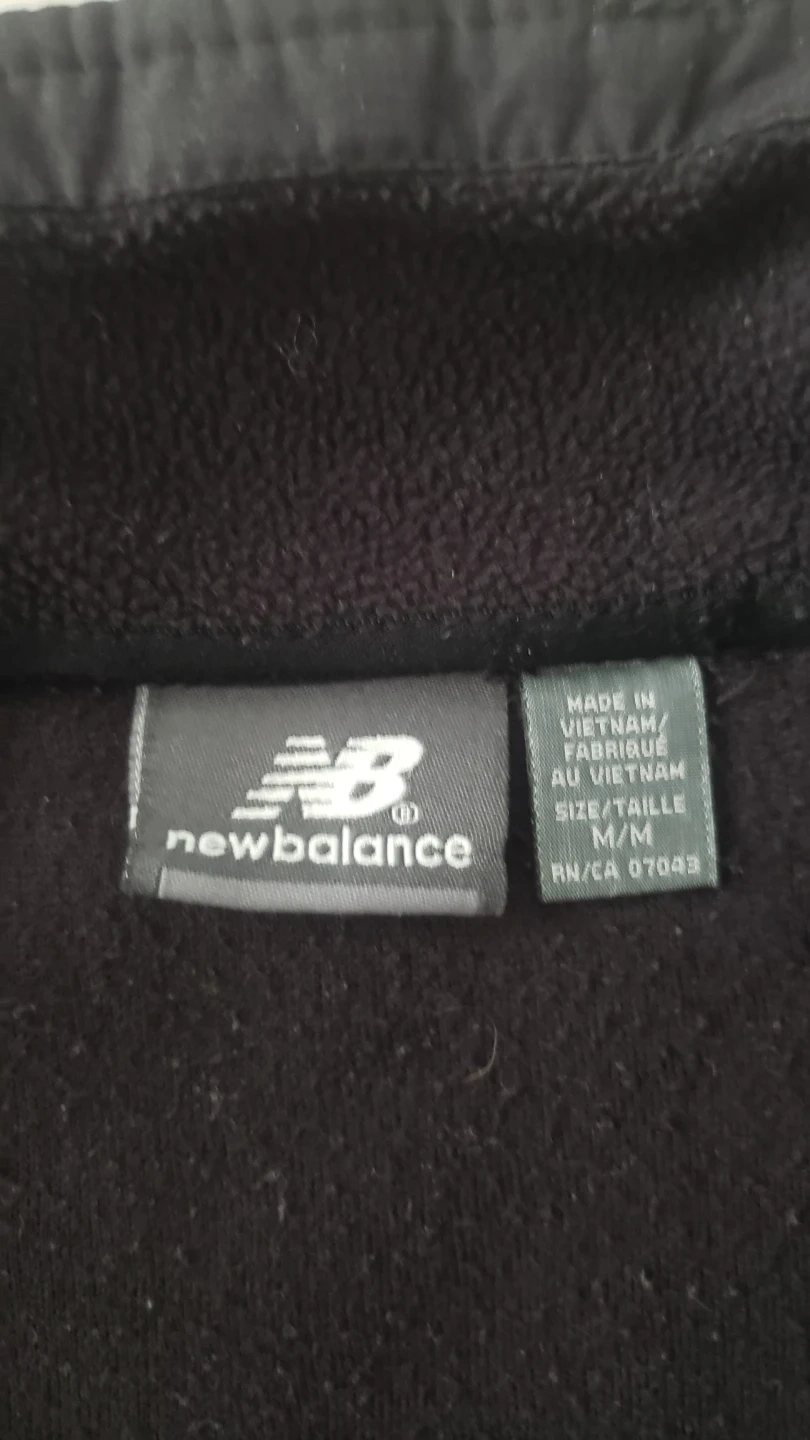 NB
newbalance
MADE IN
VIETNAM/
FABRIQUÉ
AU VIETNAM
SIZE/TAILLE
M/M
RN/CA 07043